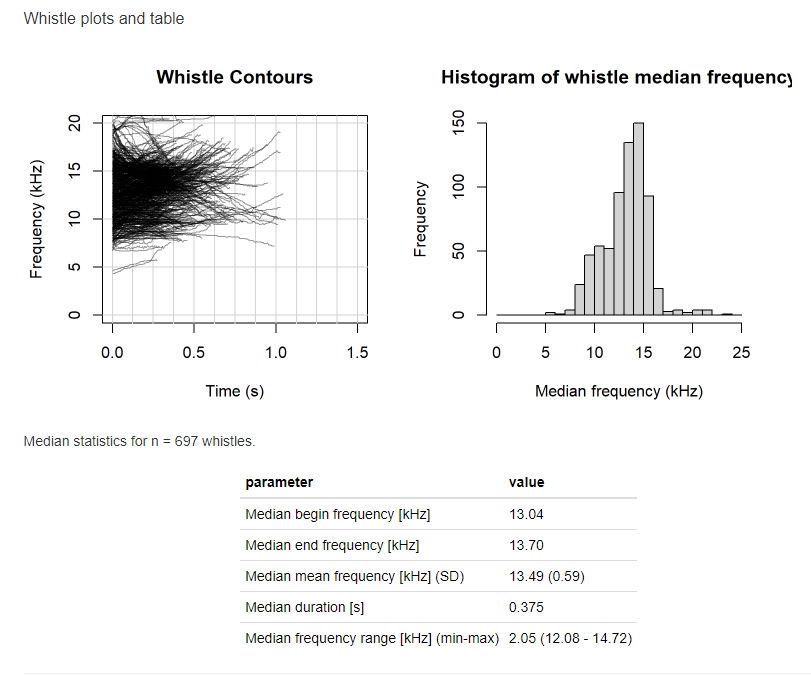 Whistle plots and table
Whistle Contours
Frequency (kHz)
20
15
10
5
0
0.0 0.5 1.0 1.5
Time (s)
Histogram of whistle median frequency
Frequency
150
100
50
0
0 5 10 15 20 25
Median frequency (kHz)
Median statistics for n = 697 whistles.
parameter value
Median begin frequency [kHz] 13.04
Median end frequency [kHz] 13.70
Median mean frequency [kHz] (SD) 13.49 (0.59)
Median duration [s] 0.375
Median frequency range [kHz] (min-max) 2.05 (12.08 - 14.72)